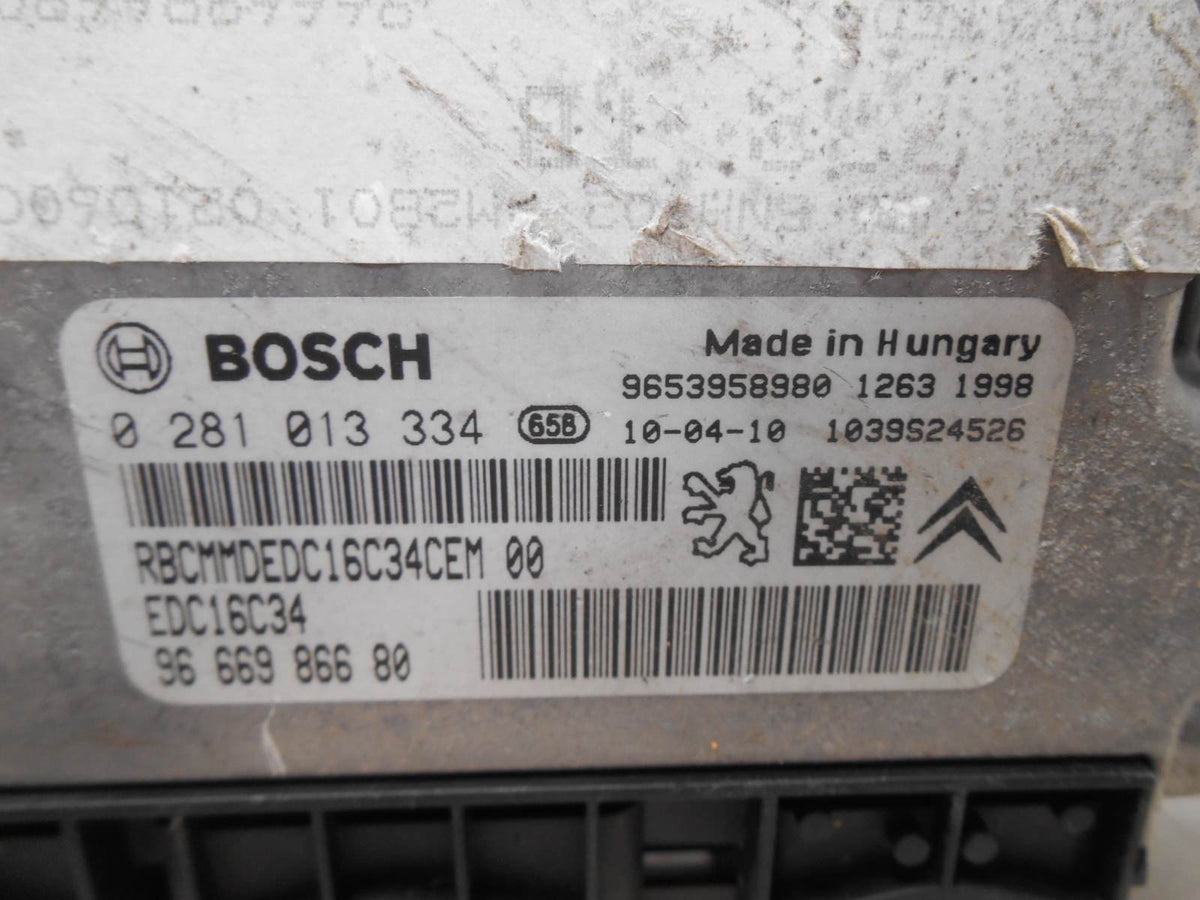 BOSCH
Made in Hungary
9653958980 1263 1998
0 281 013 334 65B
10-04-10 1039S24526
RBCMMDEDC16C34CEM 00
EDC16C34
96 669 866 80